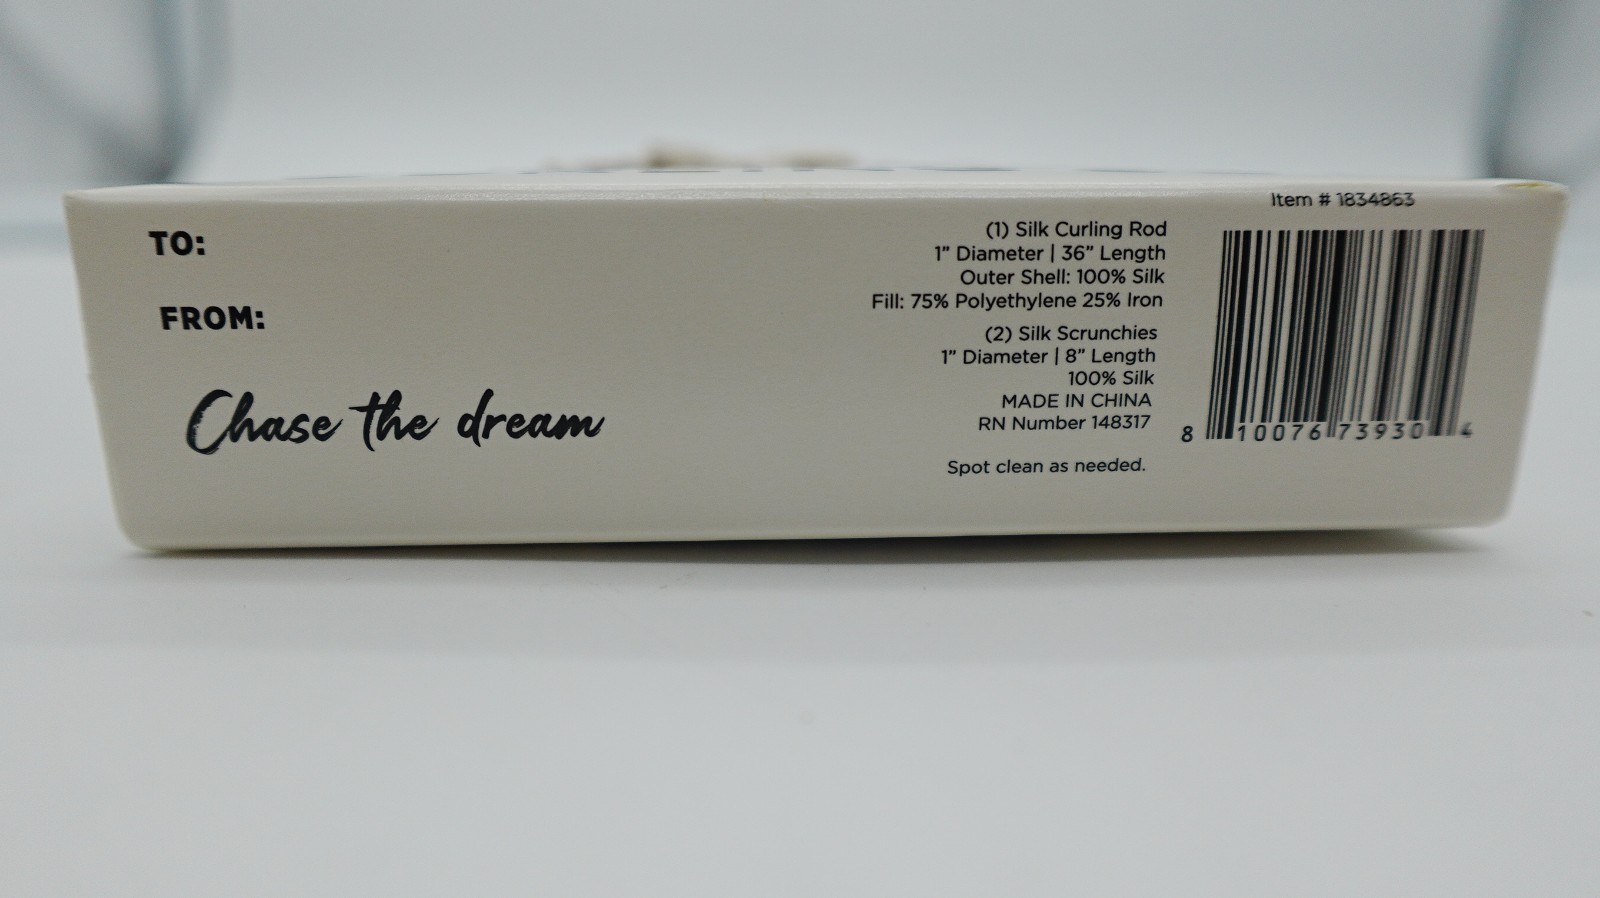 TO:
FROM:
Chase the dream
(1) Silk Curling Rod
1” Diameter | 36” Length
Outer Shell: 100% Silk
Fill: 75% Polyethylene 25% Iron
(2) Silk Scrunchies
1” Diameter | 8” Length
100% Silk
MADE IN CHINA
RN Number 148317
Spot clean as needed.
Item # 1834863
8 10076 73930 4